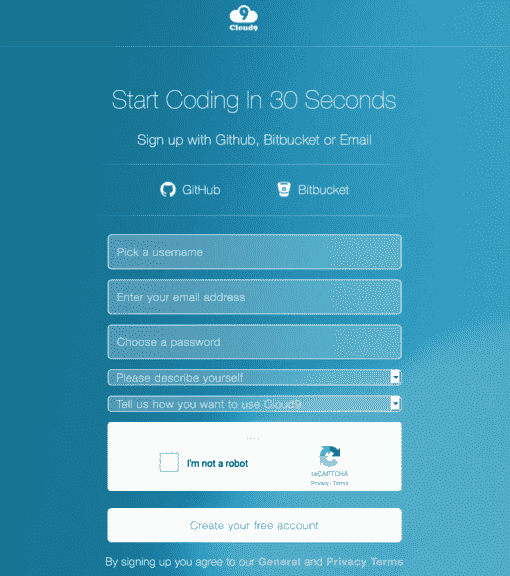 9
Cloud9
Start Coding In 30 Seconds
Sign up with Github, Bitbucket or Email
GitHub Bitbucket
Pick a username
Enter your email address
Choose a password
Please describe yourself
Tell us how you want to use Cloud9
....
I'm not a robot
reCAPTCHA
Privacy - Terms
Create your free account
By signing up you agree to our General and Privacy Terms